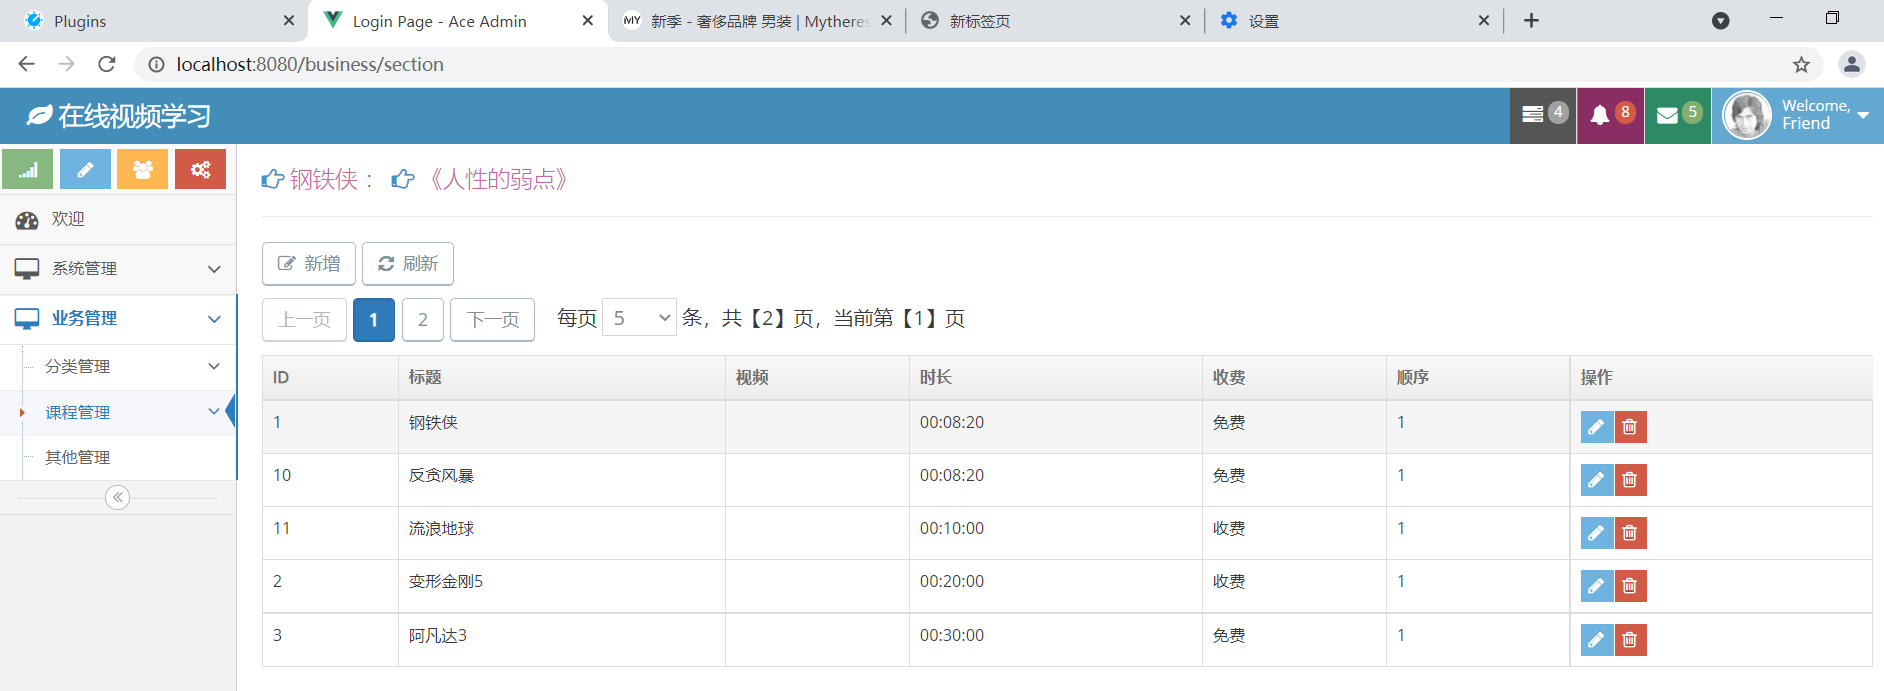 Plugins
Login Page - Ace Admin
MY 新季 - 奢侈品牌 男装 | Mytheres
新标签页
设置
localhost:8080/business/section
在线视频学习
4
8
5
Welcome,
Friend
钢铁侠 : 《人性的弱点》
欢迎
系统管理
业务管理
分类管理
课程管理
其他管理
新增 刷新
上一页 1 2 下一页 每页 5 条，共【2】页，当前第【1】页
ID 标题 视频 时长 收费 顺序 操作
1 钢铁侠 00:08:20 免费 1
10 反贪风暴 00:08:20 免费 1
11 流浪地球 00:10:00 收费 1
2 变形金刚5 00:20:00 收费 1
3 阿凡达3 00:30:00 免费 1